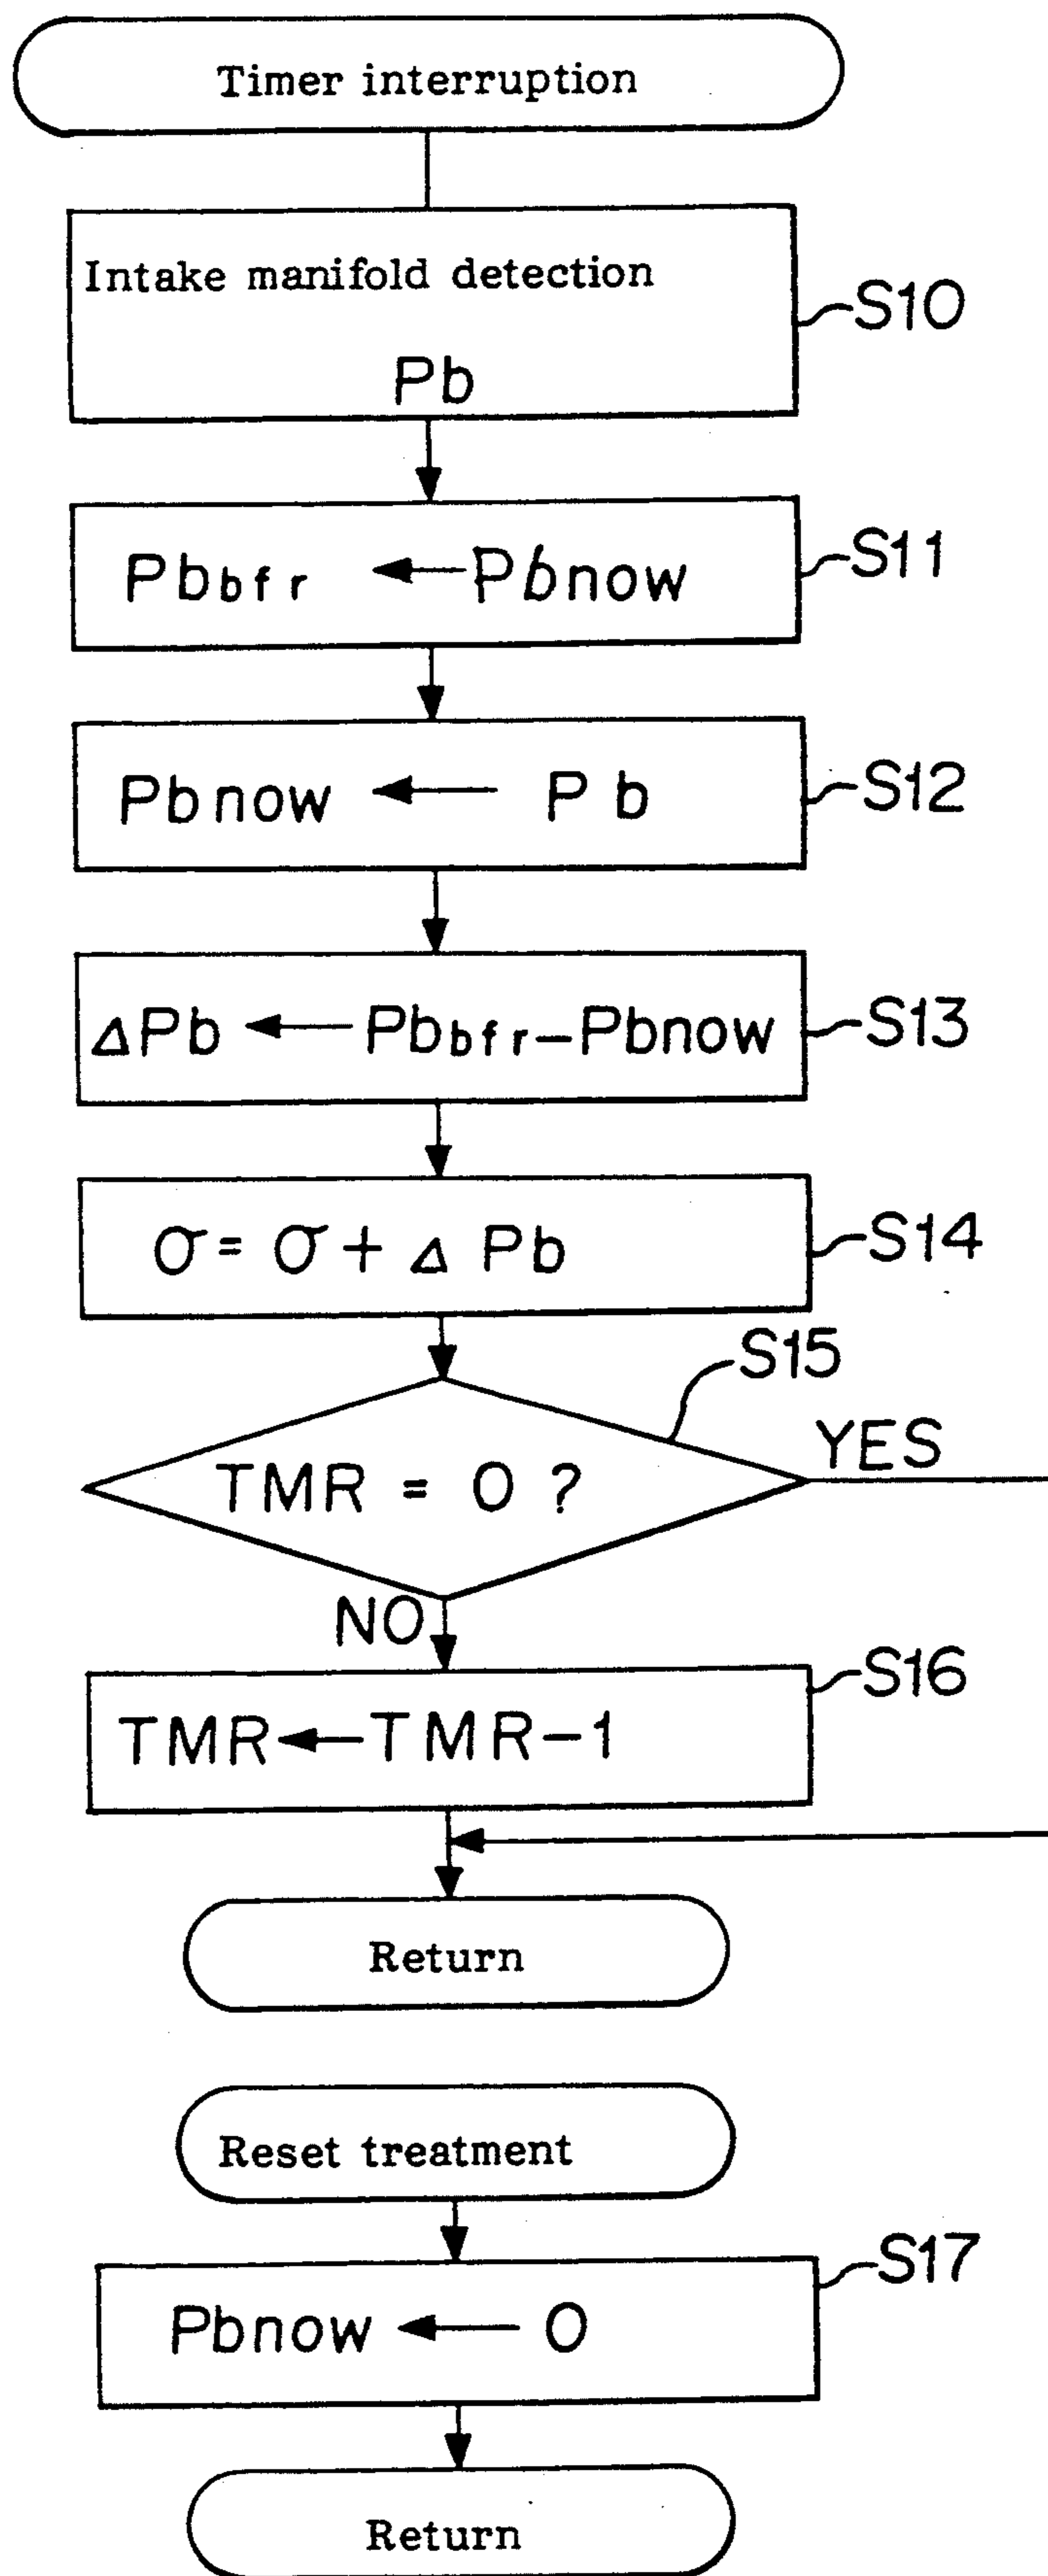 Timer interruption
Intake manifold detection
Pb
S10
Pbbfr ← Pbnow
S11
Pbnow ← Pb
S12
ΔPb ← Pbbfr-Pbnow
S13
σ = σ + Δ Pb
S14
S15
TMR = 0 ?
YES
NO
S16
TMR ← TMR-1
Return
Reset treatment
S17
Pbnow ← 0
Return